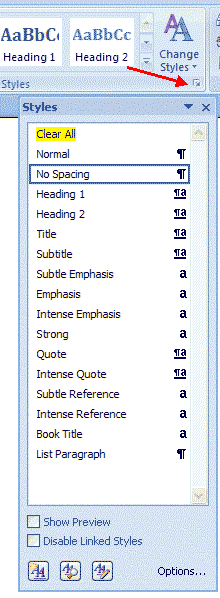 AaBbC AaBbCc
Heading 1 Heading 2 Change Styles
Styles
Styles
Clear All
Normal ¶
No Spacing ¶
Heading 1 ¶a
Heading 2 ¶a
Title ¶a
Subtitle ¶a
Subtle Emphasis a
Emphasis a
Intense Emphasis a
Strong a
Quote ¶a
Intense Quote ¶a
Subtle Reference a
Intense Reference a
Book Title a
List Paragraph ¶
Show Preview
Disable Linked Styles
Options...